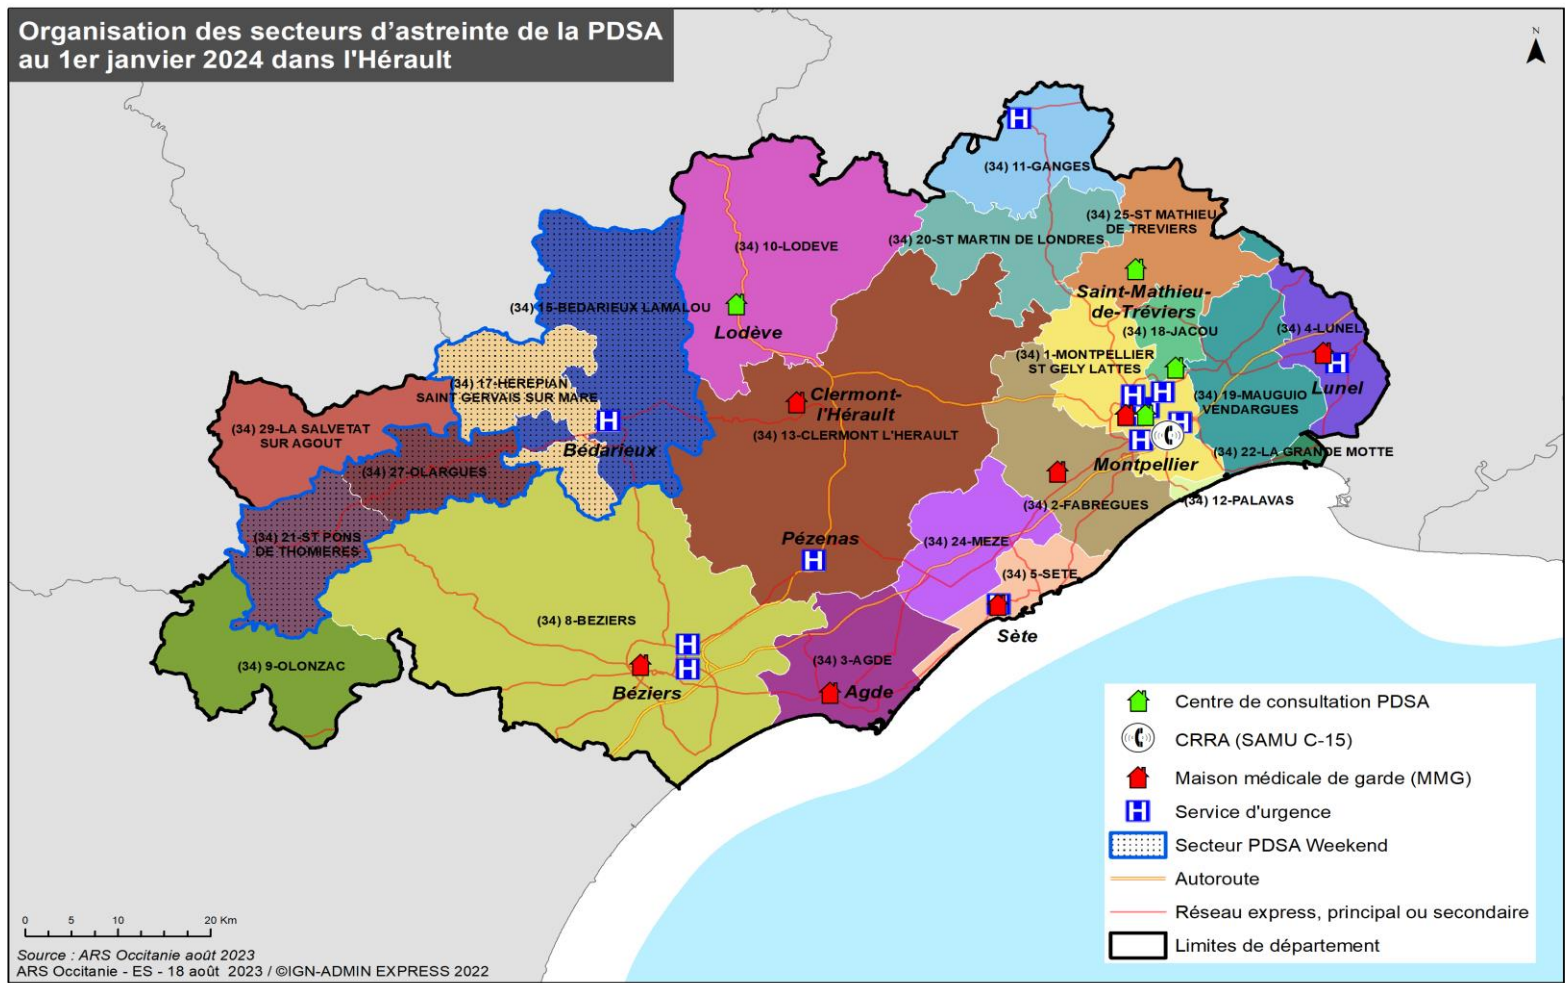 Organisation des secteurs d'astreinte de la PDSA
au 1er janvier 2024 dans l'Hérault
N
(34) 11-GANGES
(34) 25-ST MATHIEU
DE TREVIERS
(34) 20-ST MARTIN DE LONDRES
(34) 10-LODEVE
Saint-Mathieu-
de-Tréviers
(34) 15-BEDARIEUX LAMALOU
Lodève
(34) 18-JACOU
(34) 4-LUNEL
(34) 1-MONTPELLIER
ST GELY LATTES
(34) 17-HEREPIAN
SAINT GERVAIS SUR MARE
Lunel
Clermont-
l'Hérault
(34) 19-MAUGUIO
VENDARGUES
(34) 29-LA SALVETAT
SUR AGOUT
(34) 13-CLERMONT L'HERAULT
Bédarieux
(34) 22-LA GRANDE MOTTE
Montpellier
(34) 27-OLARGUES
(34) 12-PALAVAS
(34) 2-FABREGUES
(34) 21-ST PONS
DE THOMIERES
Pézenas
(34) 24-MEZE
(34) 5-SETE
(34) 8-BEZIERS
Sète
(34) 9-OLONZAC
(34) 3-AGDE
Béziers
Agde
H
H
H
H
H
H
H
H
H
H
Centre de consultation PDSA
CRRA (SAMU C-15)
Maison médicale de garde (MMG)
H Service d'urgence
Secteur PDSA Weekend
Autoroute
Réseau express, principal ou secondaire
Limites de département
0 5 10 20 Km
Source : ARS Occitanie août 2023
ARS Occitanie - ES - 18 août 2023 / ©IGN-ADMIN EXPRESS 2022